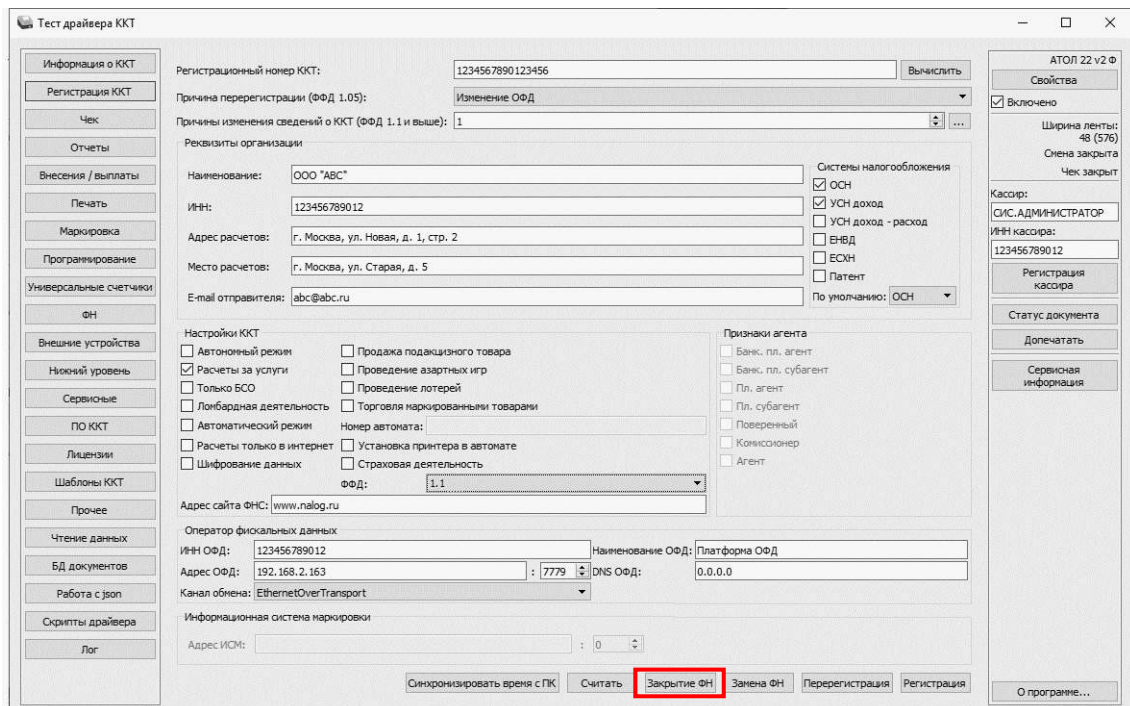 Тест драйвера ККТ
Информация о ККТ
Регистрация ККТ
Чек
Отчеты
Внесения / выплаты
Печать
Маркировка
Программирование
Универсальные счетчики
ФН
Внешние устройства
Нижний уровень
Сервисные
ПО ККТ
Лицензии
Шаблоны ККТ
Прочее
Чтение данных
БД документов
Работа с json
Скрипты драйвера
Лог
Регистрационный номер ККТ: 1234567890123456 Вычислить
Причина перерегистрации (ФФД 1.05): Изменение ОФД
Причины изменения сведений о ККТ (ФФД 1.1 и выше): 1 ...
Реквизиты организации
Наименование: ООО "АВС"
ИНН: 123456789012
Адрес расчетов: г. Москва, ул. Новая, д. 1, стр. 2
Место расчетов: г. Москва, ул. Старая, д. 5
E-mail отправителя: abc@abc.ru
Системы налогообложения
ОСН
УСН доход
УСН доход - расход
ЕНВД
ЕСХН
Патент
По умолчанию: ОСН
Настройки ККТ
Автономный режим Продажа подакцизного товара
Расчеты за услуги Проведение азартных игр
Только БСО Проведение лотерей
Ломбардная деятельность Торговля маркированными товарами
Автоматический режим Номер автомата:
Расчеты только в интернет Установка принтера в автомате
Шифрование данных Страховая деятельность
ФФД: 1.1
Адрес сайта ФНС: www.nalog.ru
Признаки агента
Банк. пл. агент
Банк. пл. субагент
Пл. агент
Пл. субагент
Поверенный
Комиссионер
Агент
Оператор фискальных данных
ИНН ОФД: 123456789012 Наименование ОФД: Платформа ОФД
Адрес ОФД: 192.168.2.163 : 7779 DNS ОФД: 0.0.0.0
Канал обмена: EthernetOverTransport
Информационная система маркировки
Адрес ИСМ: : 0
Синхронизировать время с ПК Считать Закрытие ФН Замена ФН Перерегистрация Регистрация
АТОЛ 22 v2 Ф
Свойства
Включено
Ширина ленты:
48 (576)
Смена закрыта
Чек закрыт
Кассир:
СИС.АДМИНИСТРАТОР
ИНН кассира:
123456789012
Регистрация
кассира
Статус документа
Допечатать
Сервисная
информация
О программе...